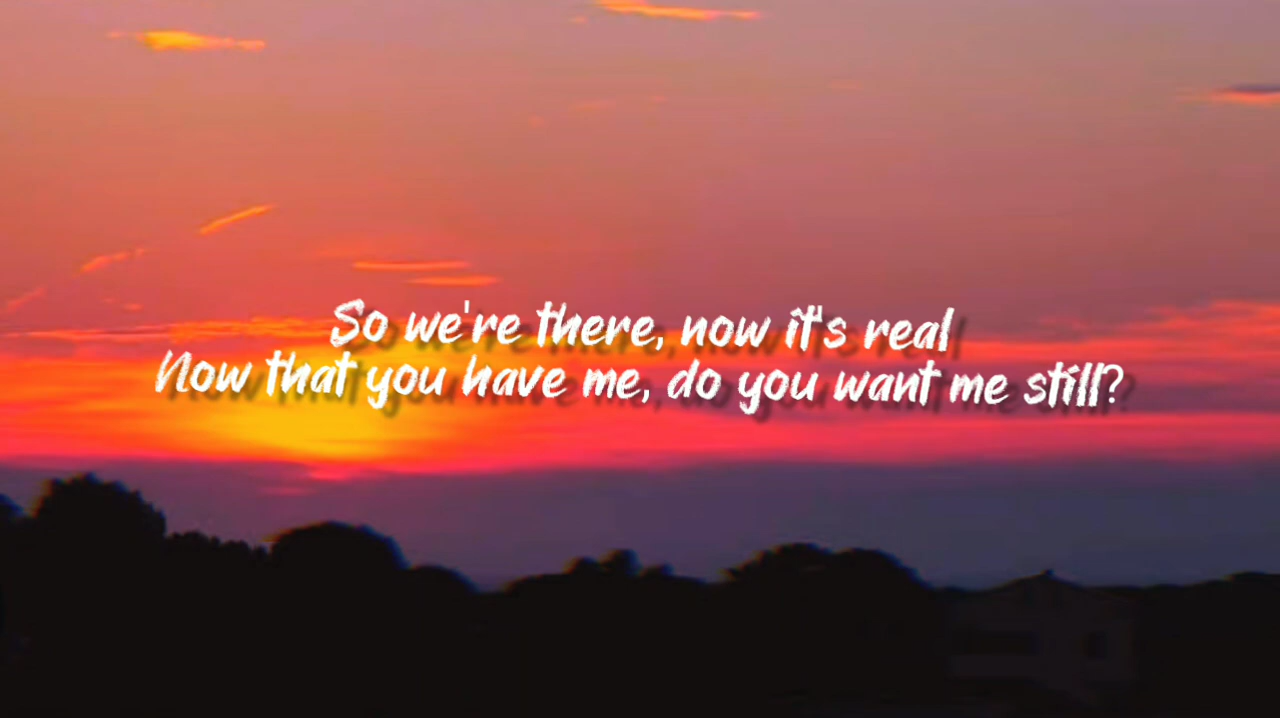 So we're there, now it's real
Now that you have me, do you want me still?